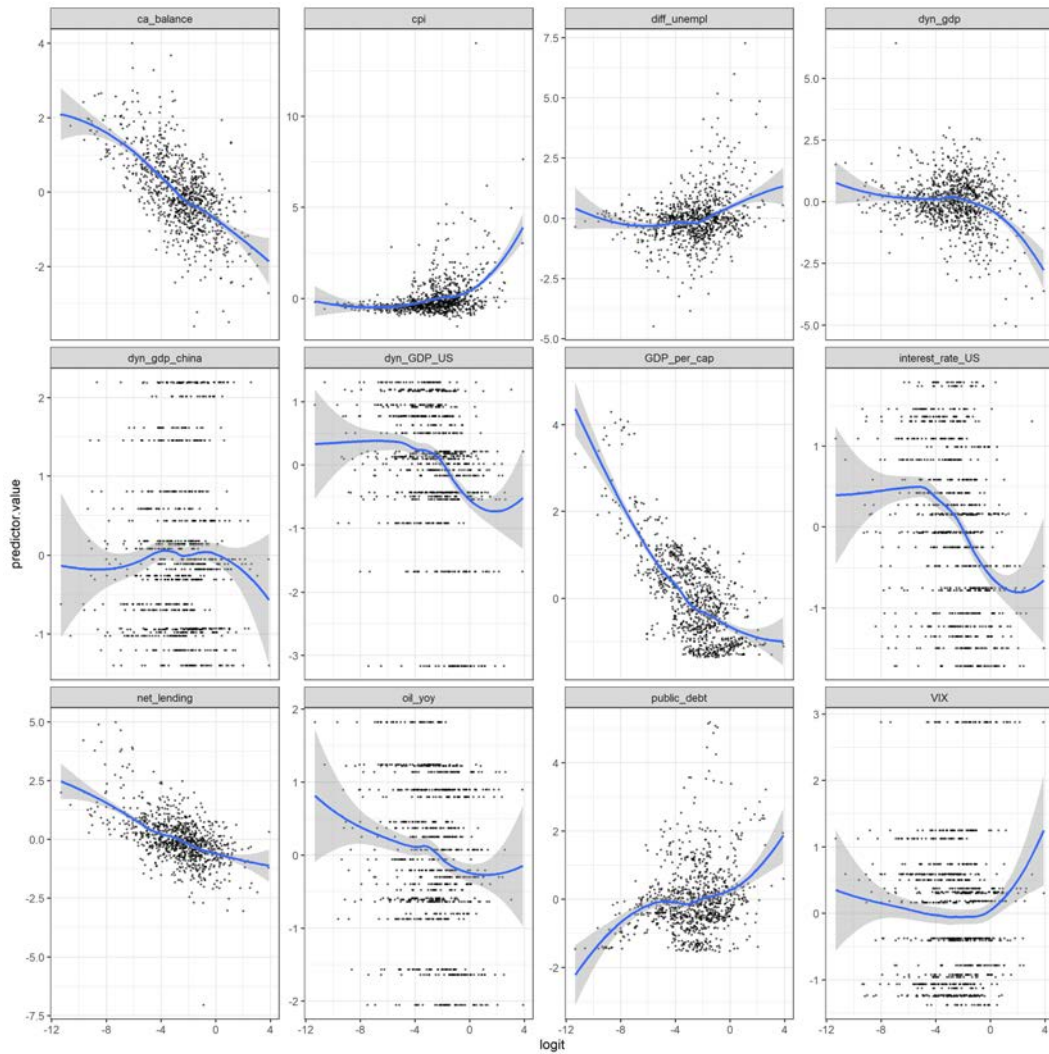 ca_balance cpi diff_unempl dyn_gdp
4 2 0 -2
10 5 0
7.5 5.0 2.5 0.0 -2.5 -5.0
5.0 2.5 0.0 -2.5 -5.0
dyn_gdp_china dyn_GDP_US GDP_per_cap interest_rate_US
2 1 0 -1
1 0 -1 -2 -3
4 2 0
1 0 -1
predictor.value
net_lending oil_yoy public_debt VIX
5.0 2.5 0.0 -2.5 -5.0 -7.5
2 1 0 -1 -2
4 2 0 -2
3 2 1 0 -1
-12 -8 -4 0 4 -12 -8 -4 0 4 -12 -8 -4 0 4 -12 -8 -4 0 4
logit